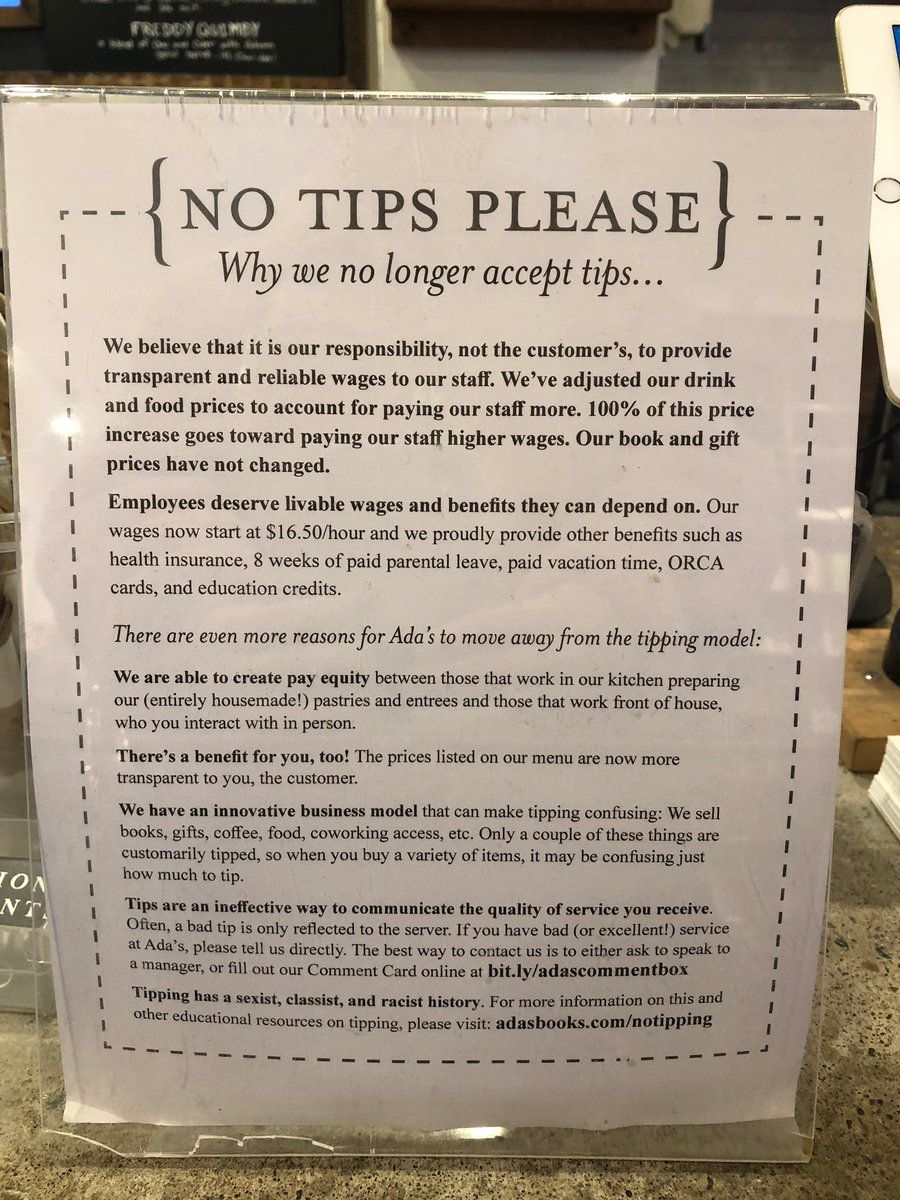 FREDDY QUIMBY
{NO TIPS PLEASE}
Why we no longer accept tips...
We believe that it is our responsibility, not the customer's, to provide
transparent and reliable wages to our staff. We've adjusted our drink
and food prices to account for paying our staff more. 100% of this price
increase goes toward paying our staff higher wages. Our book and gift
prices have not changed.
Employees deserve livable wages and benefits they can depend on. Our
wages now start at $16.50/hour and we proudly provide other benefits such as
health insurance, 8 weeks of paid parental leave, paid vacation time, ORCA
cards, and education credits.
There are even more reasons for Ada's to move away from the tipping model:
We are able to create pay equity between those that work in our kitchen preparing
our (entirely housemade!) pastries and entrees and those that work front of house,
who you interact with in person.
There's a benefit for you, too! The prices listed on our menu are now more
transparent to you, the customer.
We have an innovative business model that can make tipping confusing: We sell
books, gifts, coffee, food, coworking access, etc. Only a couple of these things are
customarily tipped, so when you buy a variety of items, it may be confusing just
how much to tip.
Tips are an ineffective way to communicate the quality of service you receive.
Often, a bad tip is only reflected to the server. If you have bad (or excellent!) service
at Ada's, please tell us directly. The best way to contact us is to either ask to speak to
a manager, or fill out our Comment Card online at bit.ly/adascommentbox
Tipping has a sexist, classist, and racist history. For more information on this and
other educational resources on tipping, please visit: adasbooks.com/notipping